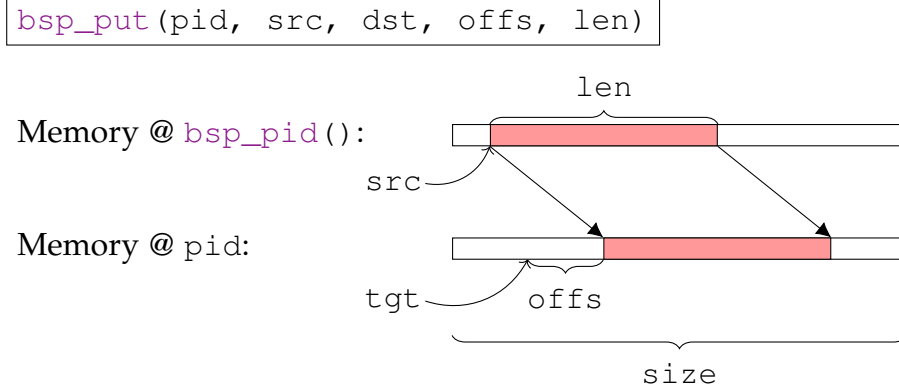 bsp_put(pid, src, dst, offs, len)
len
Memory @ bsp_pid():
src
Memory @ pid:
tgt
offs
size